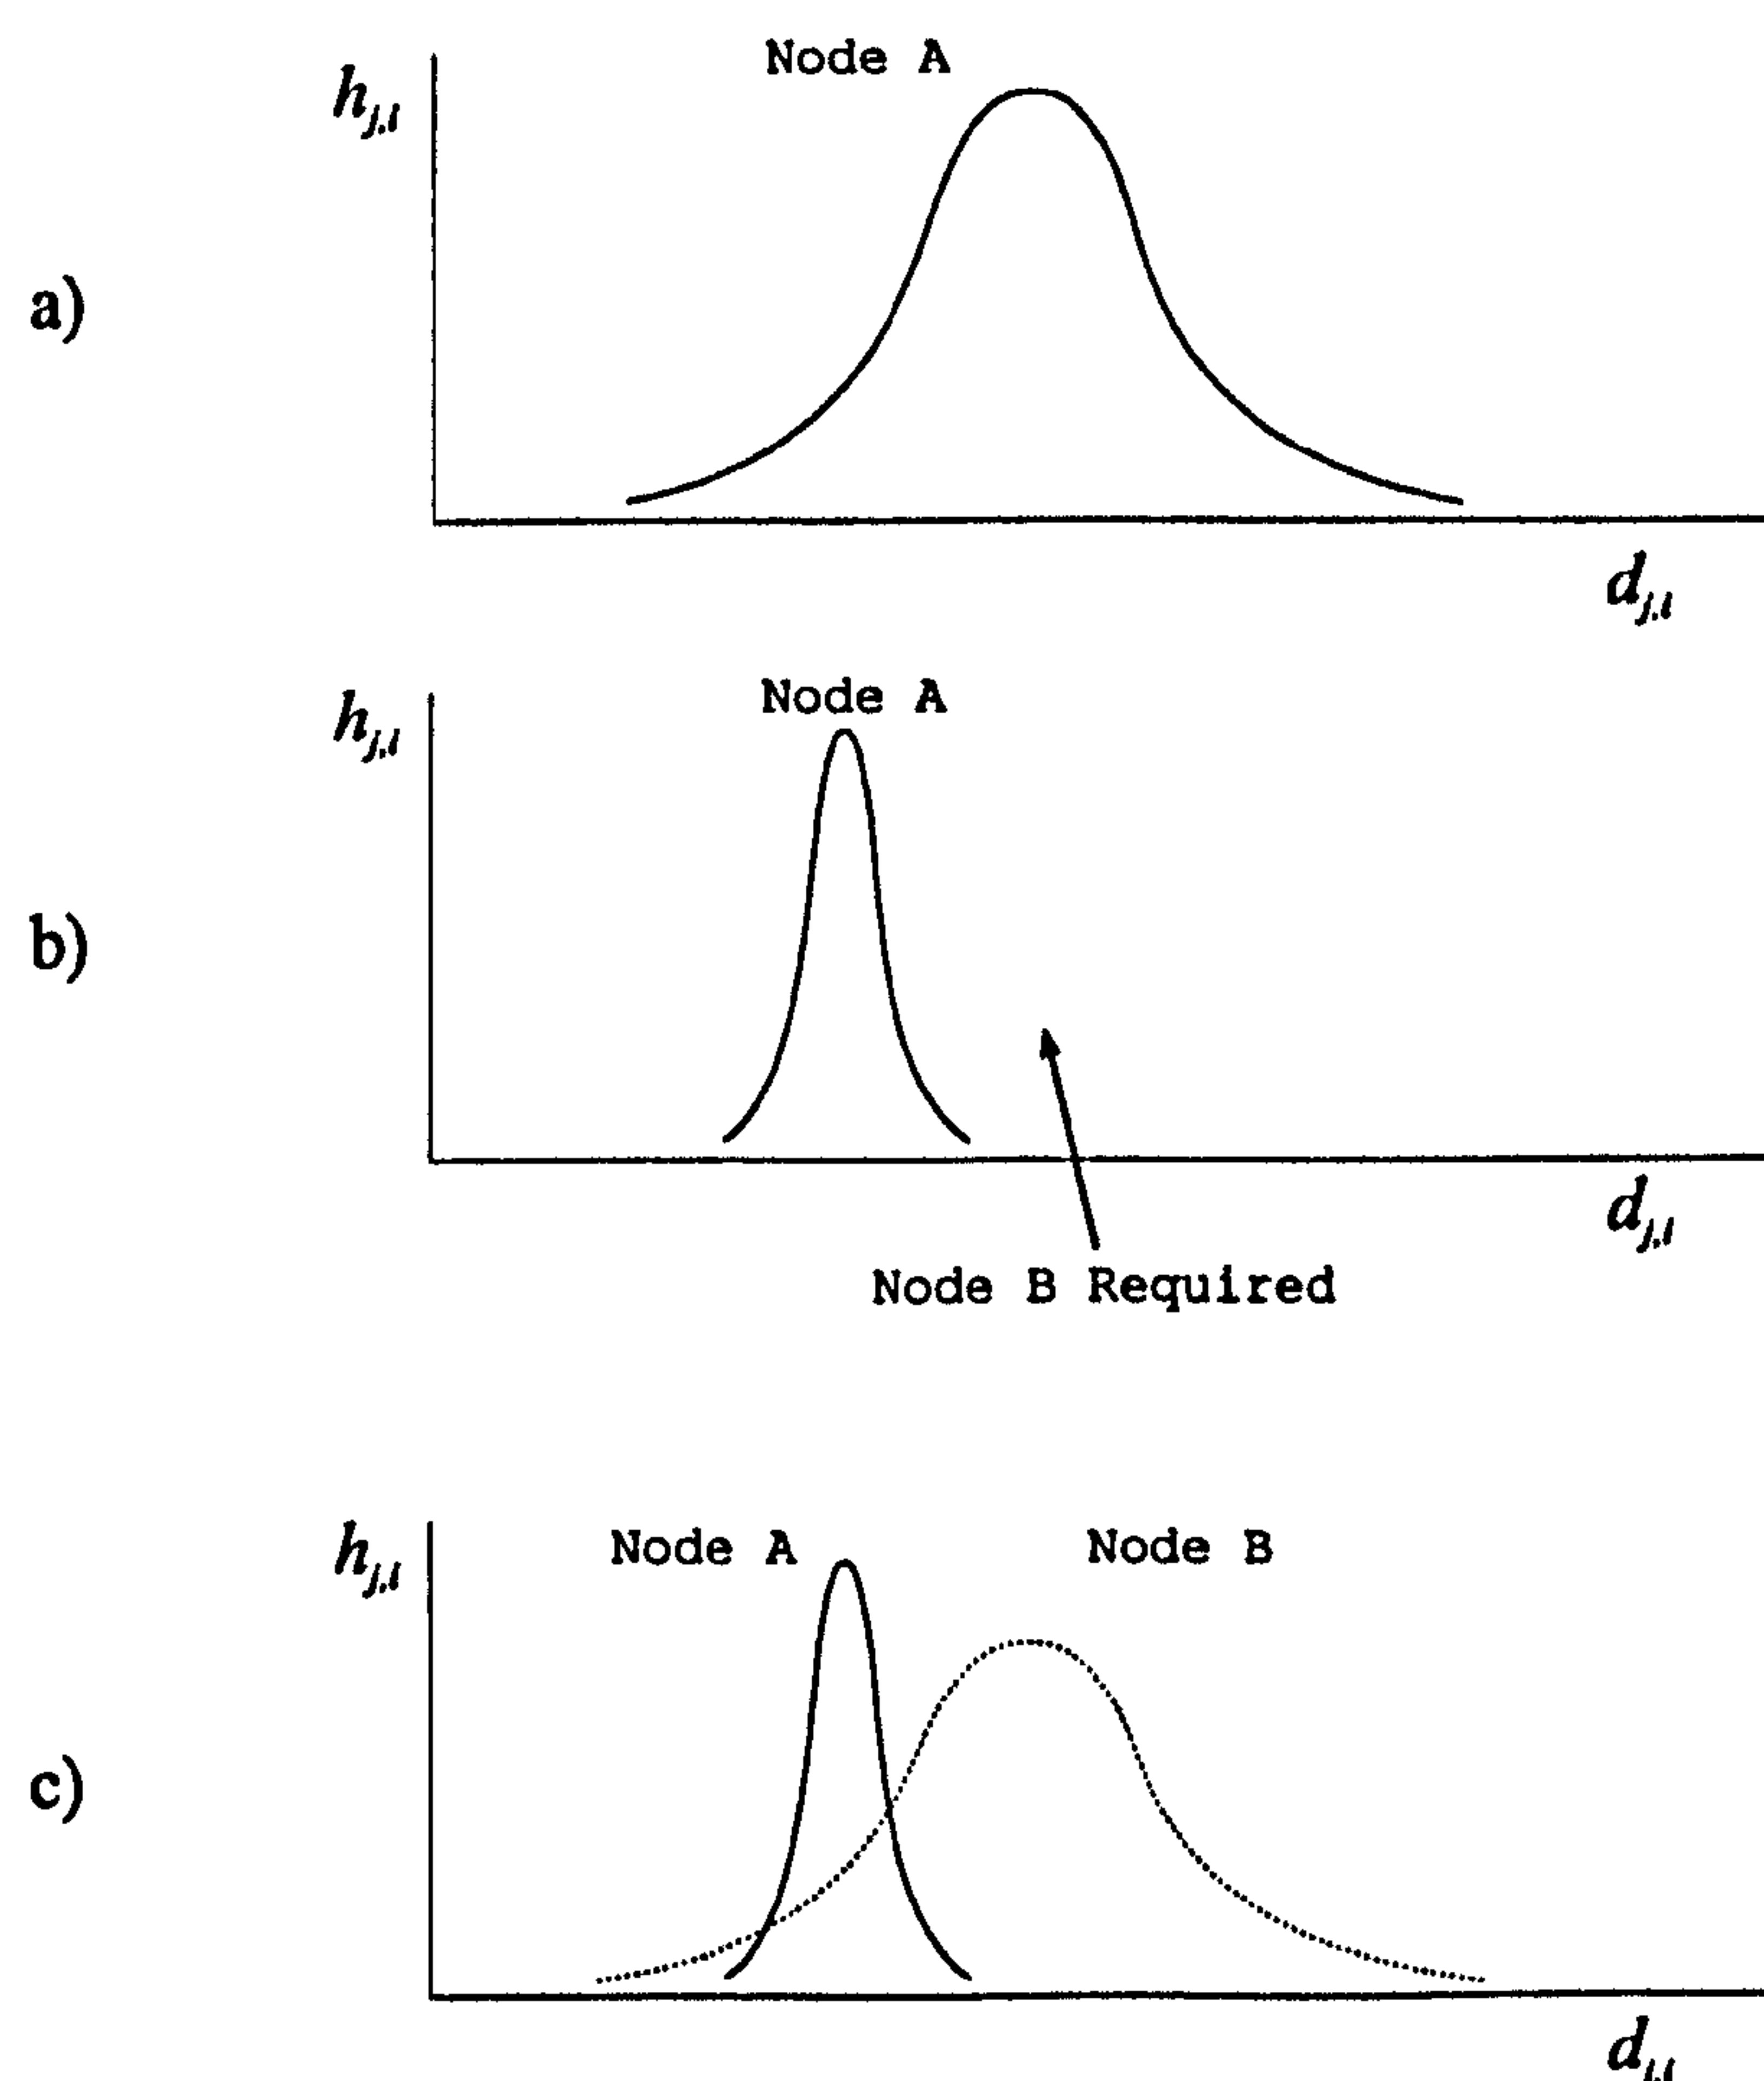 Node A
h_{j,i}
a)
d_{j,i}
Node A
h_{j,i}
b)
d_{j,i}
Node B Required
Node A Node B
h_{j,i}
c)
d_{j,i}